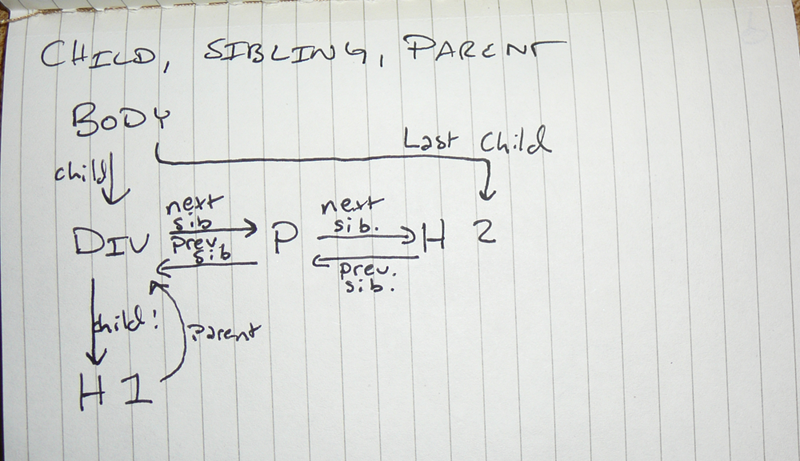 CHILD, SIBLING, PARENT
BODY
Last Child
child
next
sib
next
sib.
DIV
P
H 2
prev.
sib
prev.
sib.
child!
Parent
H 1